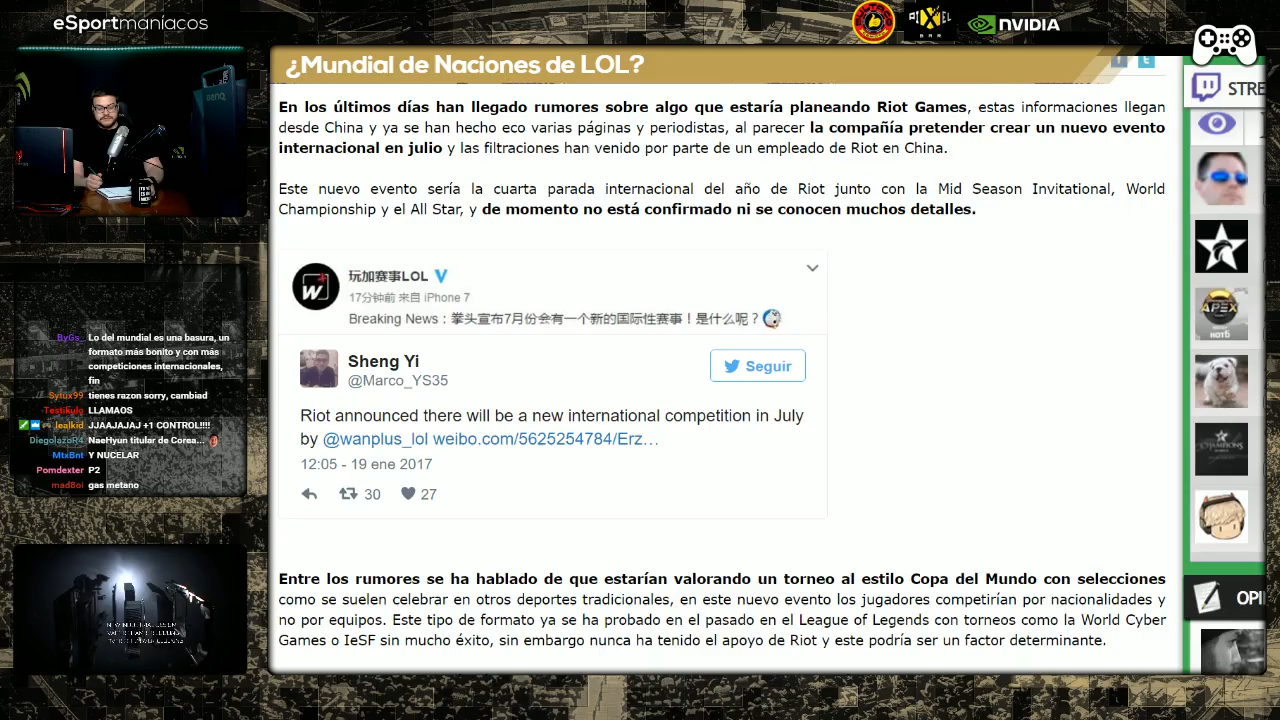 eSportmaníacos
PIXEL
BAR
NVIDIA
¿Mundial de Naciones de LOL?
f t
En los últimos días han llegado rumores sobre algo que estaría planeando Riot Games, estas informaciones llegan
desde China y ya se han hecho eco varias páginas y periodistas, al parecer la compañía pretender crear un nuevo evento
internacional en julio y las filtraciones han venido por parte de un empleado de Riot en China.
Este nuevo evento sería la cuarta parada internacional del año de Riot junto con la Mid Season Invitational, World
Championship y el All Star, y de momento no está confirmado ni se conocen muchos detalles.
玩加赛事LOL V
17分钟前 来自 iPhone 7
Breaking News：拳头宣布7月份会有一个新的国际性赛事！是什么呢？
Sheng Yi
@Marco_YS35
Seguir
Riot announced there will be a new international competition in July
by @wanplus_lol weibo.com/5625254784/Erz…
12:05 - 19 ene 2017
30 27
Entre los rumores se ha hablado de que estarían valorando un torneo al estilo Copa del Mundo con selecciones
como se suelen celebrar en otros deportes tradicionales, en este nuevo evento los jugadores competirían por nacionalidades y
no por equipos. Este tipo de formato ya se ha probado en el pasado en el League of Legends con torneos como la World Cyber
Games o IeSF sin mucho éxito, sin embargo nunca ha tenido el apoyo de Riot y este podría ser un factor determinante.
ByGs_ Lo del mundial es una basura, un
formato más bonito y con más
competiciones internacionales,
fin
Sytux99 tienes razon sorry, cambiad
Testikulo LLAMAOS
lealkid JJAAJAJAJ +1 CONTROL!!!!
DiegolazoR4 NaeHyun titular de Corea...
MtxBnt Y NUCELAR
Pomdexter P2
mad8oi gas metano
BenQ
STRE
APEX
CHAMPIONS
OPI